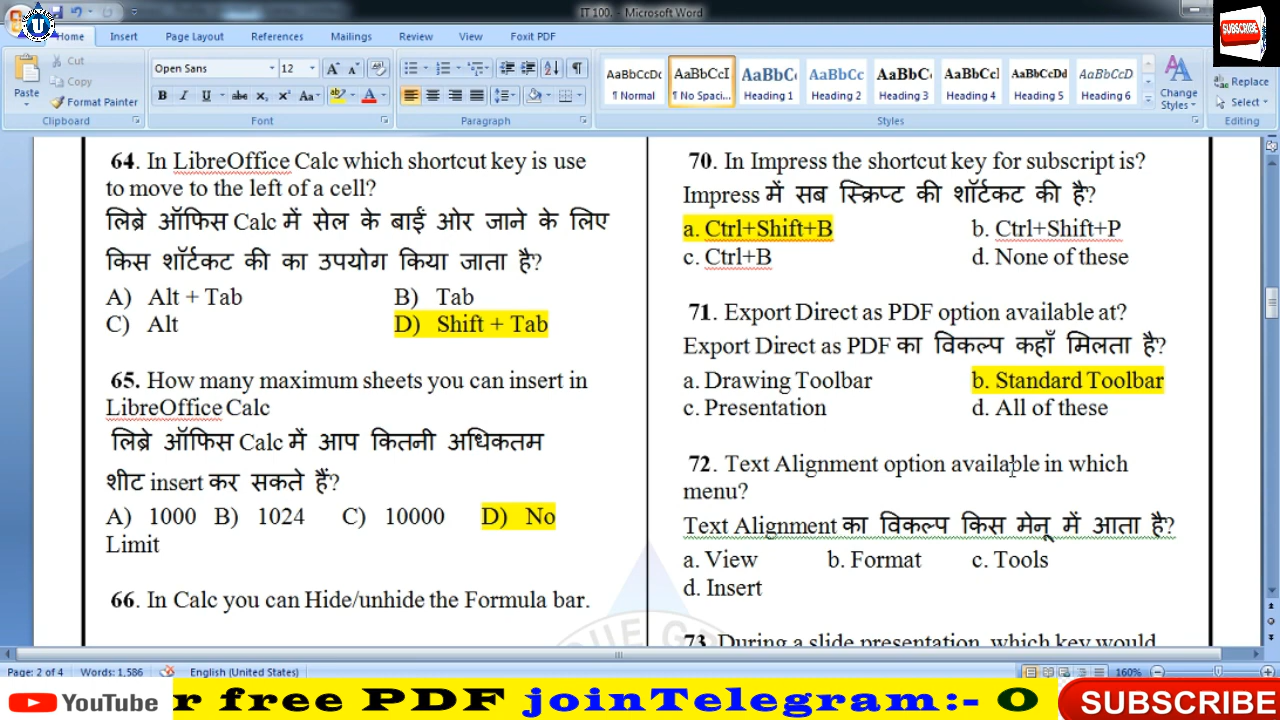 IT 100. - Microsoft Word
U
SUBSCRIBE
Home Insert Page Layout References Mailings Review View Foxit PDF
Paste
Cut
Copy
Format Painter
Clipboard
Open Sans 12
Font
Paragraph
AaBbCcDc AaBbCcI AaBbC AaBbCc AaBbC AaBbCcI AaBbCcDd AaBbCcD
¶ Normal ¶ No Spaci... Heading 1 Heading 2 Heading 3 Heading 4 Heading 5 Heading 6
Change Styles
Styles
Replace
Select
Editing
64. In LibreOffice Calc which shortcut key is use
to move to the left of a cell?
लिब्रे ऑफिस Calc में सेल के बाईं ओर जाने के लिए
किस शॉर्टकट की का उपयोग किया जाता है?
A) Alt + Tab B) Tab
C) Alt D) Shift + Tab
65. How many maximum sheets you can insert in
LibreOffice Calc
लिब्रे ऑफिस Calc में आप कितनी अधिकतम
शीट insert कर सकते हैं?
A) 1000 B) 1024 C) 10000 D) No
Limit
66. In Calc you can Hide/unhide the Formula bar.
70. In Impress the shortcut key for subscript is?
Impress में सब स्क्रिप्ट की शॉर्टकट की है?
a. Ctrl+Shift+B b. Ctrl+Shift+P
c. Ctrl+B d. None of these
71. Export Direct as PDF option available at?
Export Direct as PDF का विकल्प कहाँ मिलता है?
a. Drawing Toolbar b. Standard Toolbar
c. Presentation d. All of these
72. Text Alignment option available in which
menu?
Text Alignment का विकल्प किस मेनू में आता है?
a. View b. Format c. Tools
d. Insert
73. During a slide presentation, which key would
Page: 2 of 4 Words: 1,586 English (United States) 160%
YouTube r free PDF joinTelegram:- O SUBSCRIBE